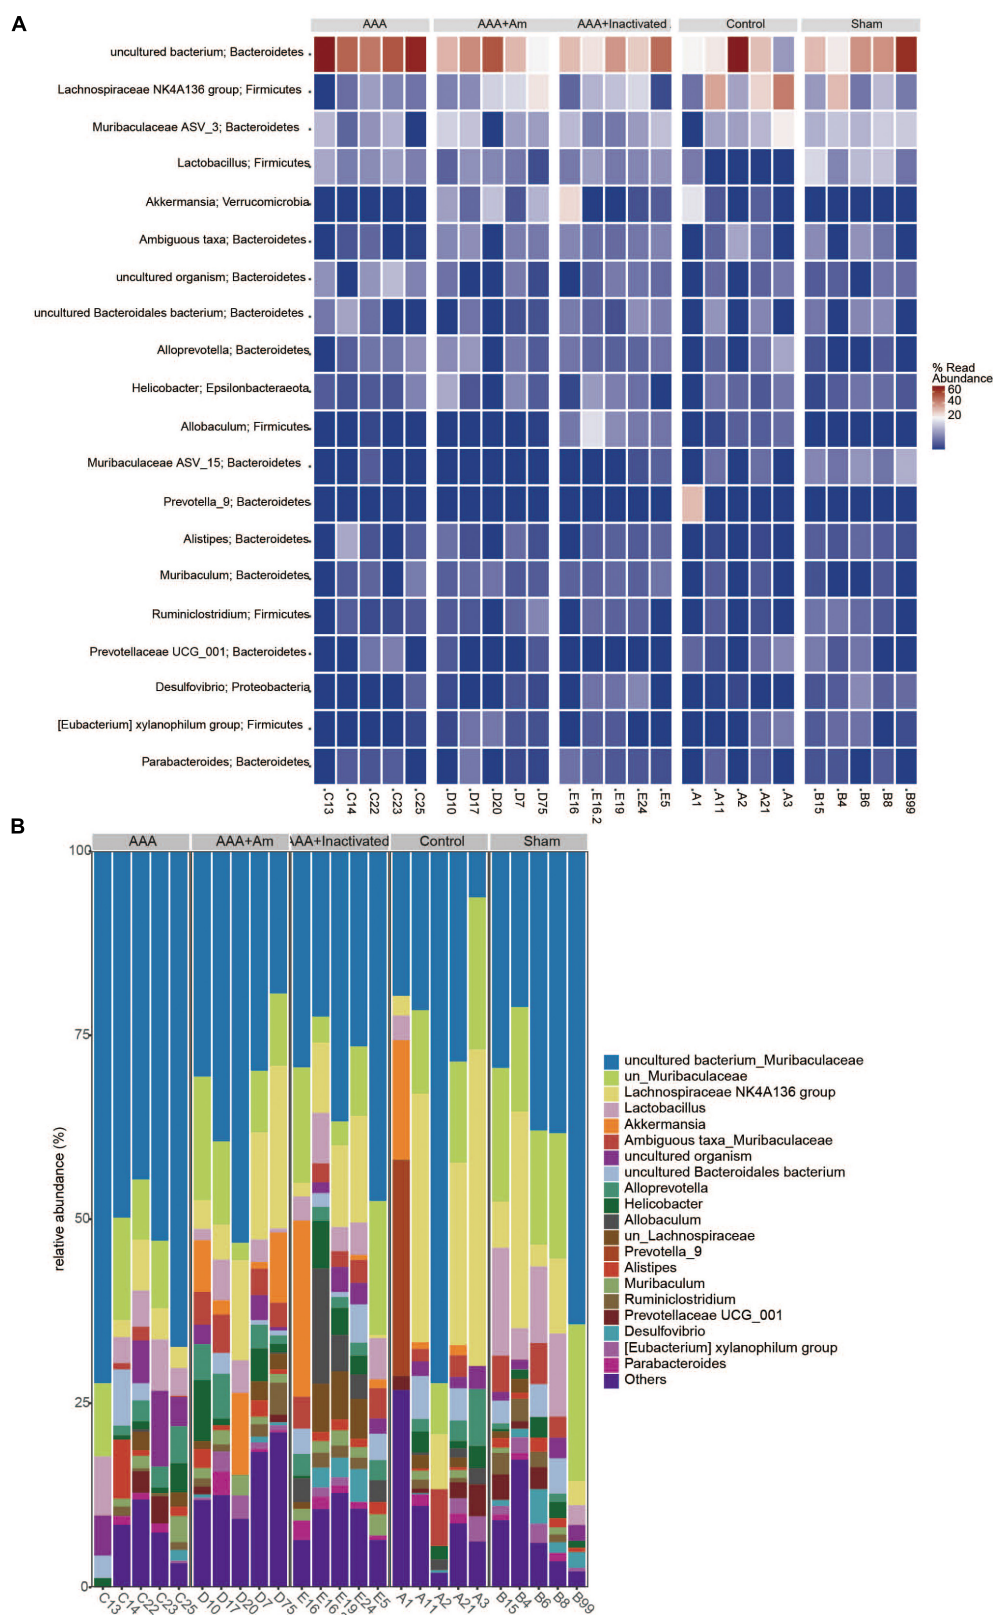 A
AAA AAA+Am AAA+Inactivated Control Sham
uncultured bacterium; Bacteroidetes
Lachnospiraceae NK4A136 group; Firmicutes
Muribaculaceae ASV_3; Bacteroidetes
Lactobacillus; Firmicutes
Akkermansia; Verrucomicrobia
Ambiguous taxa; Bacteroidetes
uncultured organism; Bacteroidetes
uncultured Bacteroidales bacterium; Bacteroidetes
Alloprevotella; Bacteroidetes
% Read
Abundance
60
40
20
Helicobacter; Epsilonbacteraeota
Allobaculum; Firmicutes
Muribaculaceae ASV_15; Bacteroidetes
Prevotella_9; Bacteroidetes
Alistipes; Bacteroidetes
Muribaculum; Bacteroidetes
Ruminiclostridium; Firmicutes
Prevotellaceae UCG_001; Bacteroidetes
Desulfovibrio; Proteobacteria
[Eubacterium] xylanophilum group; Firmicutes
Parabacteroides; Bacteroidetes
.C13 .C14 .C22 .C23 .C25 .D10 .D17 .D20 .D7 .D75 .E16 .E16.2 .E19 .E24 .E5 .A1 .A11 .A2 .A21 .A3 .B15 .B4 .B6 .B8 .B99
B
AAA AAA+Am AAA+Inactivated Control Sham
100
75
50
25
0
relative abundance (%)
uncultured bacterium_Muribaculaceae
un_Muribaculaceae
Lachnospiraceae NK4A136 group
Lactobacillus
Akkermansia
Ambiguous taxa_Muribaculaceae
uncultured organism
uncultured Bacteroidales bacterium
Alloprevotella
Helicobacter
Allobaculum
un_Lachnospiraceae
Prevotella_9
Alistipes
Muribaculum
Ruminiclostridium
Prevotellaceae UCG_001
Desulfovibrio
[Eubacterium] xylanophilum group
Parabacteroides
Others
C13 C14 C22 C23 C25 D10 D17 D20 D7 D75 E16 E16 E19 E24 E5 A1 A11 A2 A21 A3 B15 B4 B6 B8 B99